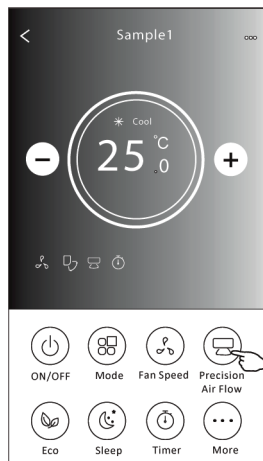 Sample1
Cool
25.0 °C
ON/OFF
Mode
Fan Speed
Precision
Air Flow
Eco
Sleep
Timer
More